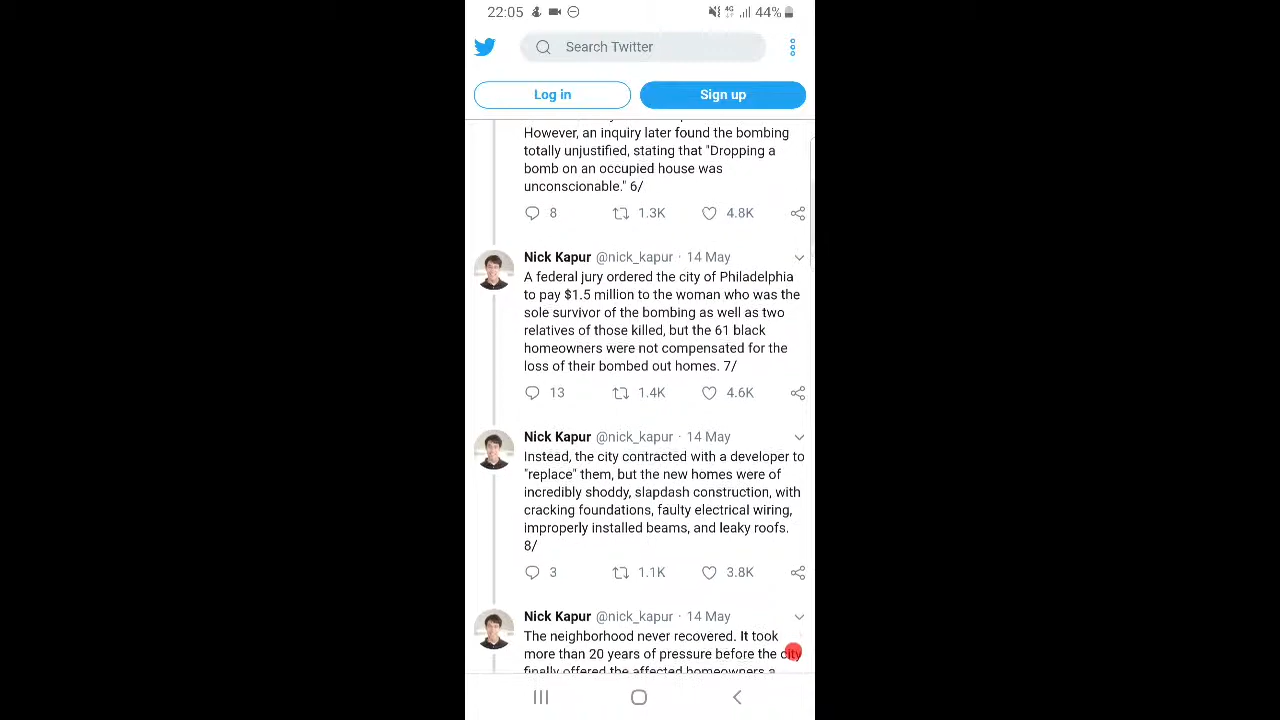 22:05 4G 44%
Search Twitter
Log in Sign up
However, an inquiry later found the bombing
totally unjustified, stating that "Dropping a
bomb on an occupied house was
unconscionable." 6/
8 1.3K 4.8K
Nick Kapur @nick_kapur · 14 May
A federal jury ordered the city of Philadelphia
to pay $1.5 million to the woman who was the
sole survivor of the bombing as well as two
relatives of those killed, but the 61 black
homeowners were not compensated for the
loss of their bombed out homes. 7/
13 1.4K 4.6K
Nick Kapur @nick_kapur · 14 May
Instead, the city contracted with a developer to
"replace" them, but the new homes were of
incredibly shoddy, slapdash construction, with
cracking foundations, faulty electrical wiring,
improperly installed beams, and leaky roofs.
8/
3 1.1K 3.8K
Nick Kapur @nick_kapur · 14 May
The neighborhood never recovered. It took
more than 20 years of pressure before the city
finally offered the affected homeowners a